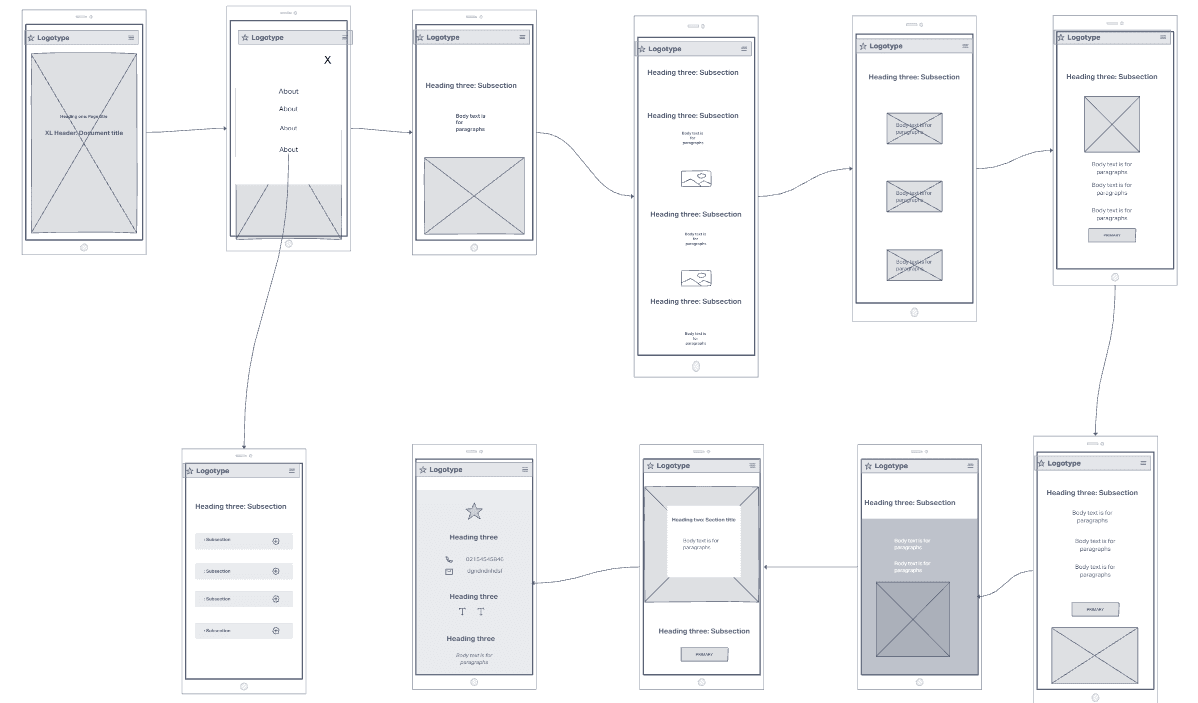 Logotype
Heading one: Page title
XL Header: Document title
Logotype
X
About
About
About
About
Logotype
Heading three: Subsection
Body text is
for
paragraphs
Logotype
Heading three: Subsection
Heading three: Subsection
Body text is
for
paragraphs
Heading three: Subsection
Body text is
for
paragraphs
Heading three: Subsection
Body text is
for
paragraphs
Logotype
Heading three: Subsection
Body text is for
paragraphs
Body text is for
paragraphs
Body text is for
paragraphs
Logotype
Heading three: Subsection
Body text is for
paragraphs
Body text is for
paragraphs
Body text is for
paragraphs
PRIMARY
Logotype
Heading three: Subsection
: Subsection
: Subsection
: Subsection
: Subsection
Logotype
Heading three
Heading three
T T
Heading three
Body text is for
paragraphs
Logotype
Heading two: Section title
Body text is for
paragraphs
Heading three: Subsection
PRIMARY
Logotype
Heading three: Subsection
Body text is for
paragraphs
Body text is for
paragraphs
Logotype
Heading three: Subsection
Body text is for
paragraphs
Body text is for
paragraphs
Body text is for
paragraphs
PRIMARY